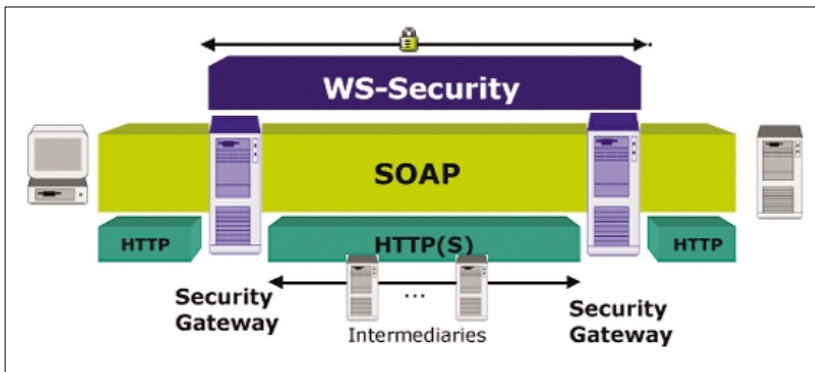 WS-Security
SOAP
HTTP
HTTP(S)
HTTP
Security
Gateway
...
Intermediaries
Security
Gateway